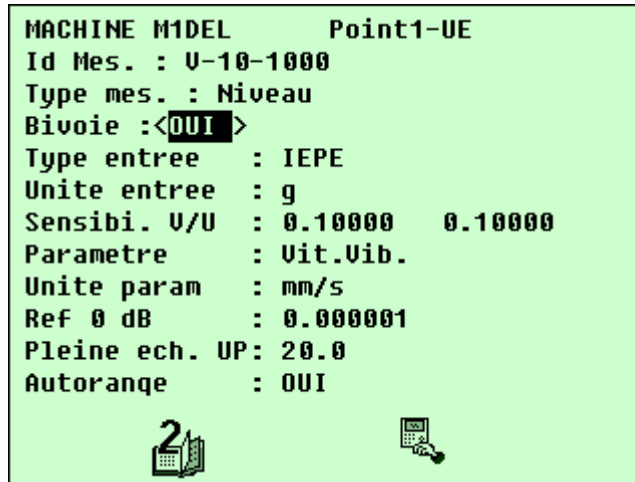 MACHINE M1DEL Point1-UE
Id Mes. : V-10-1000
Type mes. : Niveau
Bivoie :<OUI >
Type entree : IEPE
Unite entree : g
Sensibi. V/U : 0.10000 0.10000
Parametre : Vit.Vib.
Unite param : mm/s
Ref 0 dB : 0.000001
Pleine ech. UP: 20.0
Autorange : OUI
2